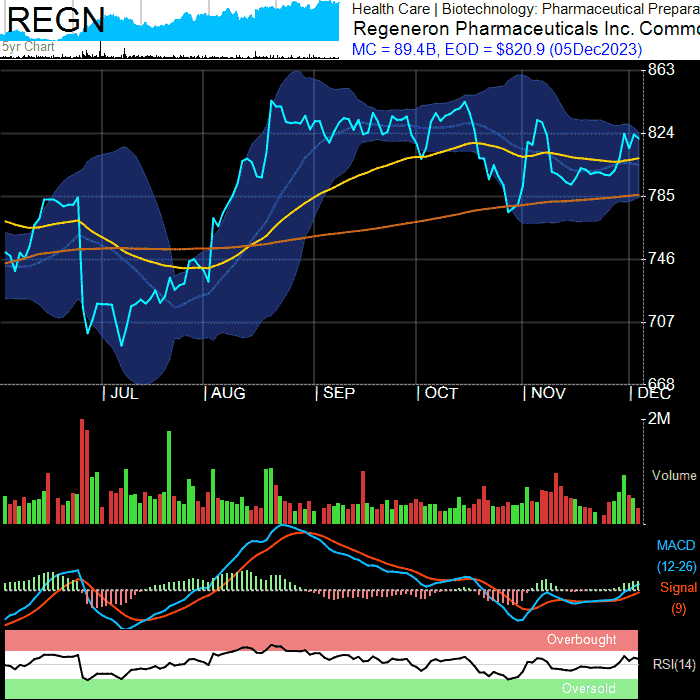 REGN
5yr Chart
Health Care | Biotechnology: Pharmaceutical Prepara
Regeneron Pharmaceuticals Inc. Commo
MC = 89.4B, EOD = $820.9 (05Dec2023)
863
824
785
746
707
668
JUL AUG SEP OCT NOV DEC
2M
Volume
MACD
(12-26)
Signal
(9)
Overbought
RSI(14)
Oversold